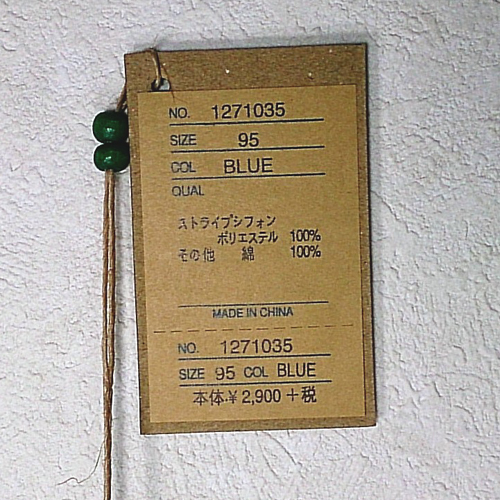 NO. 1271035
SIZE 95
COL BLUE
QUAL
ストライプシフォン
ポリエステル 100%
その他 綿 100%
MADE IN CHINA
NO. 1271035
SIZE 95 COL BLUE
本体¥2,900+税